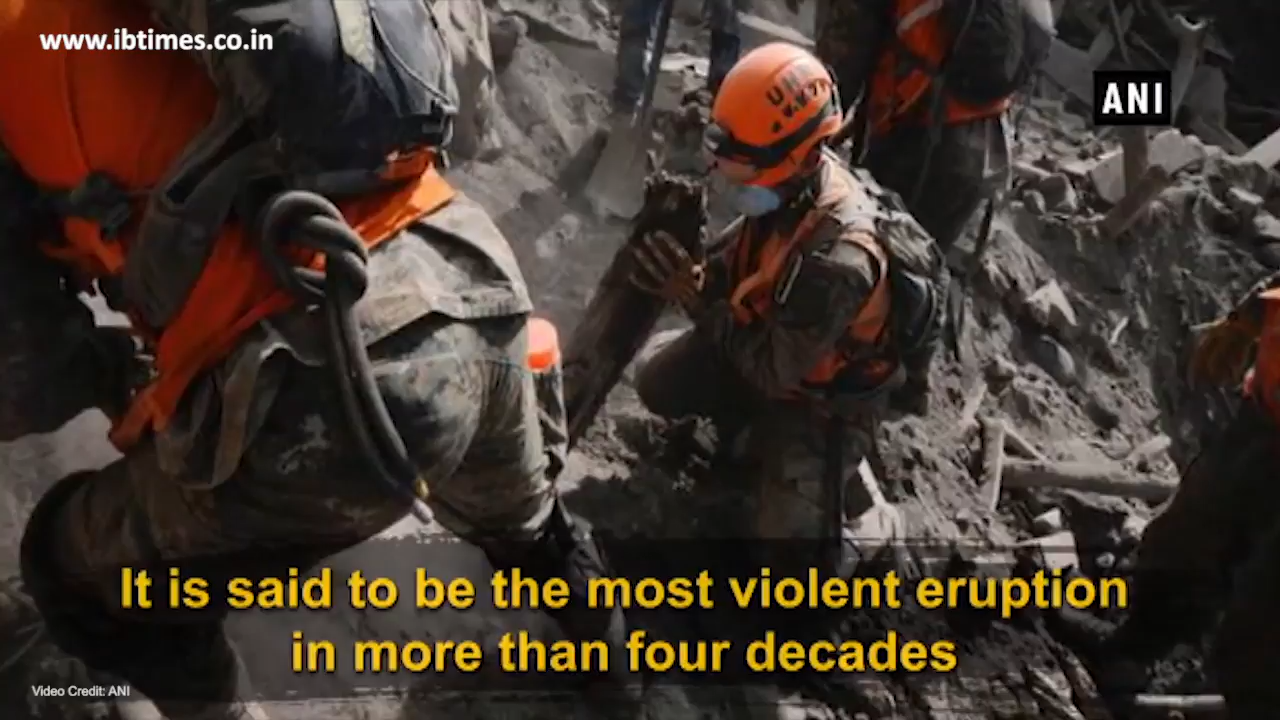 www.ibtimes.co.in
ANI
It is said to be the most violent eruption
in more than four decades
Video Credit: ANI